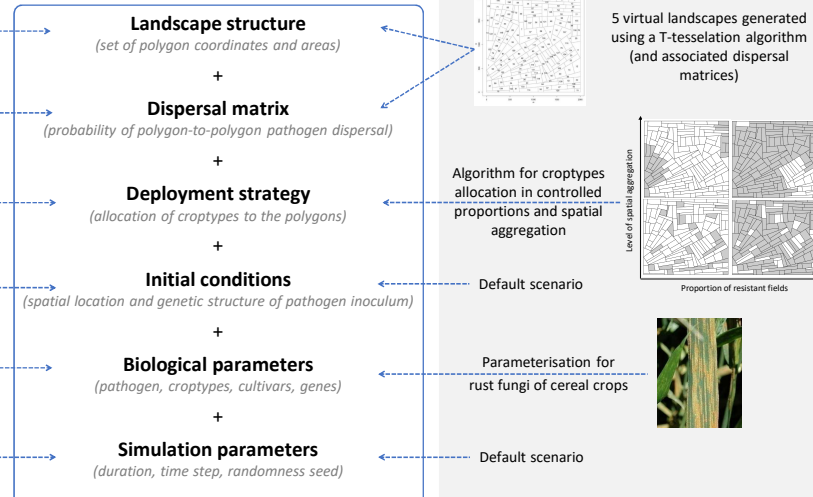 Landscape structure
(set of polygon coordinates and areas)
+
Dispersal matrix
(probability of polygon-to-polygon pathogen dispersal)
+
Deployment strategy
(allocation of croptypes to the polygons)
+
Initial conditions
(spatial location and genetic structure of pathogen inoculum)
+
Biological parameters
(pathogen, croptypes, cultivars, genes)
+
Simulation parameters
(duration, time step, randomness seed)
5 virtual landscapes generated
using a T-tesselation algorithm
(and associated dispersal
matrices)
Algorithm for croptypes
allocation in controlled
proportions and spatial
aggregation
Level of spatial aggregation
Proportion of resistant fields
Default scenario
Parameterisation for
rust fungi of cereal crops
Default scenario